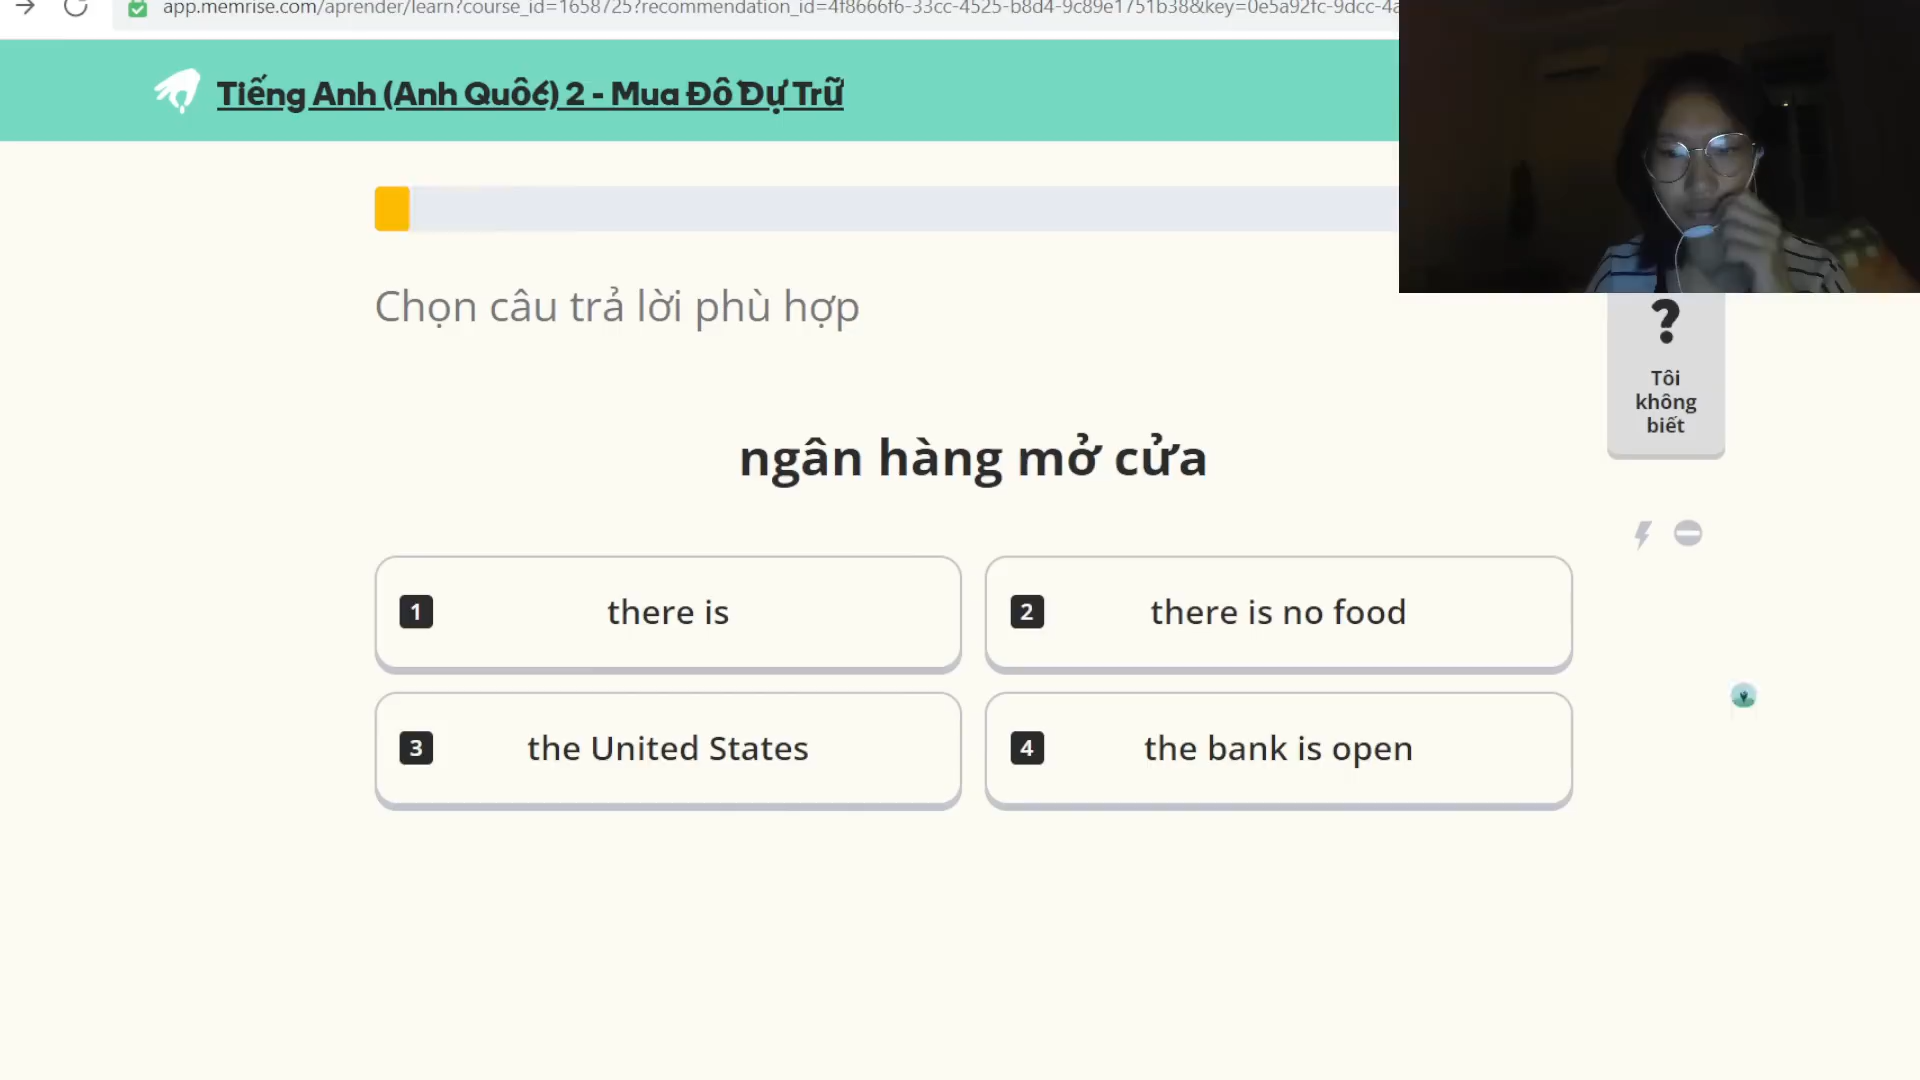 app.memrise.com/aprender/learn?course_id=1658725?recommendation_id=4f8666f6-33cc-4525-b8d4-9c89e1751b38&key=0e5a92fc-9dcc-4a
Tiếng Anh (Anh Quốc) 2 - Mua Đồ Dự Trữ
Chọn câu trả lời phù hợp
?
Tôi
không
biết
ngân hàng mở cửa
1 there is
2 there is no food
3 the United States
4 the bank is open